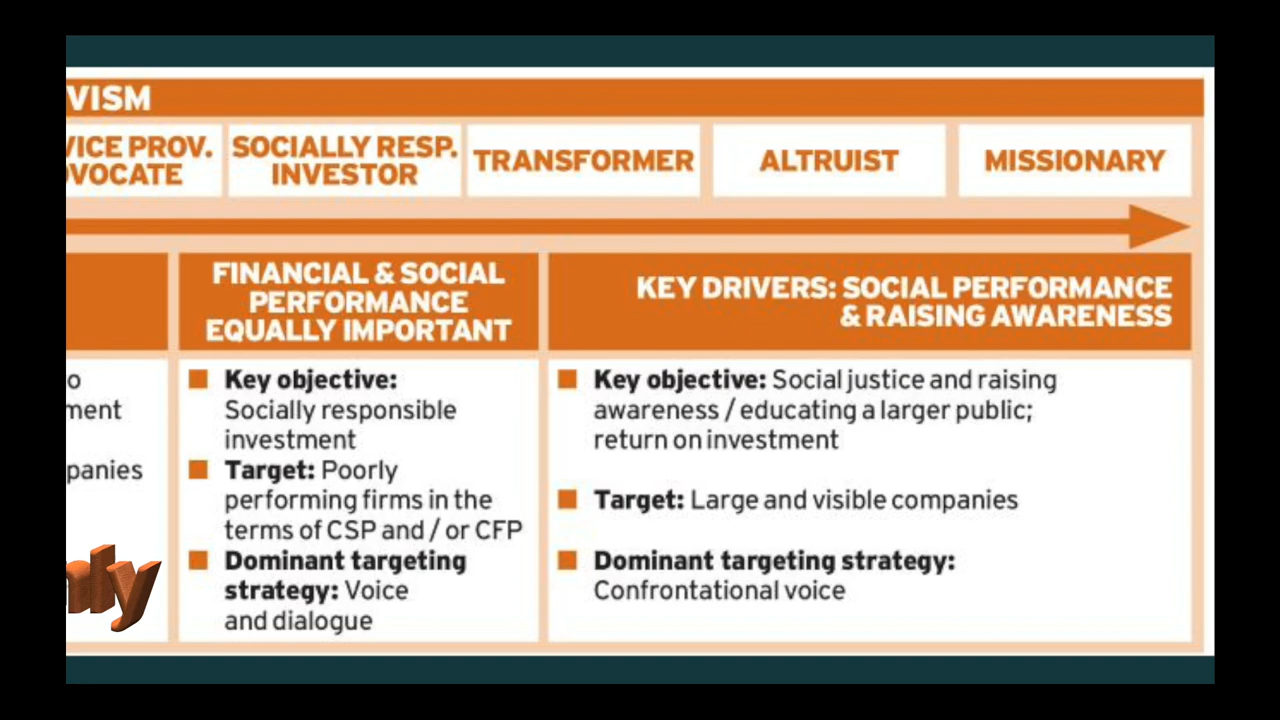 VISM
VICE PROV.
VOCATE
SOCIALLY RESP.
INVESTOR
TRANSFORMER
ALTRUIST
MISSIONARY
FINANCIAL & SOCIAL
PERFORMANCE
EQUALLY IMPORTANT
KEY DRIVERS: SOCIAL PERFORMANCE
& RAISING AWARENESS
o
ment
panies
Key objective:
Socially responsible
investment
Target: Poorly
performing firms in the
terms of CSP and / or CFP
Dominant targeting
strategy: Voice
and dialogue
Key objective: Social justice and raising
awareness / educating a larger public;
return on investment
Target: Large and visible companies
Dominant targeting strategy:
Confrontational voice